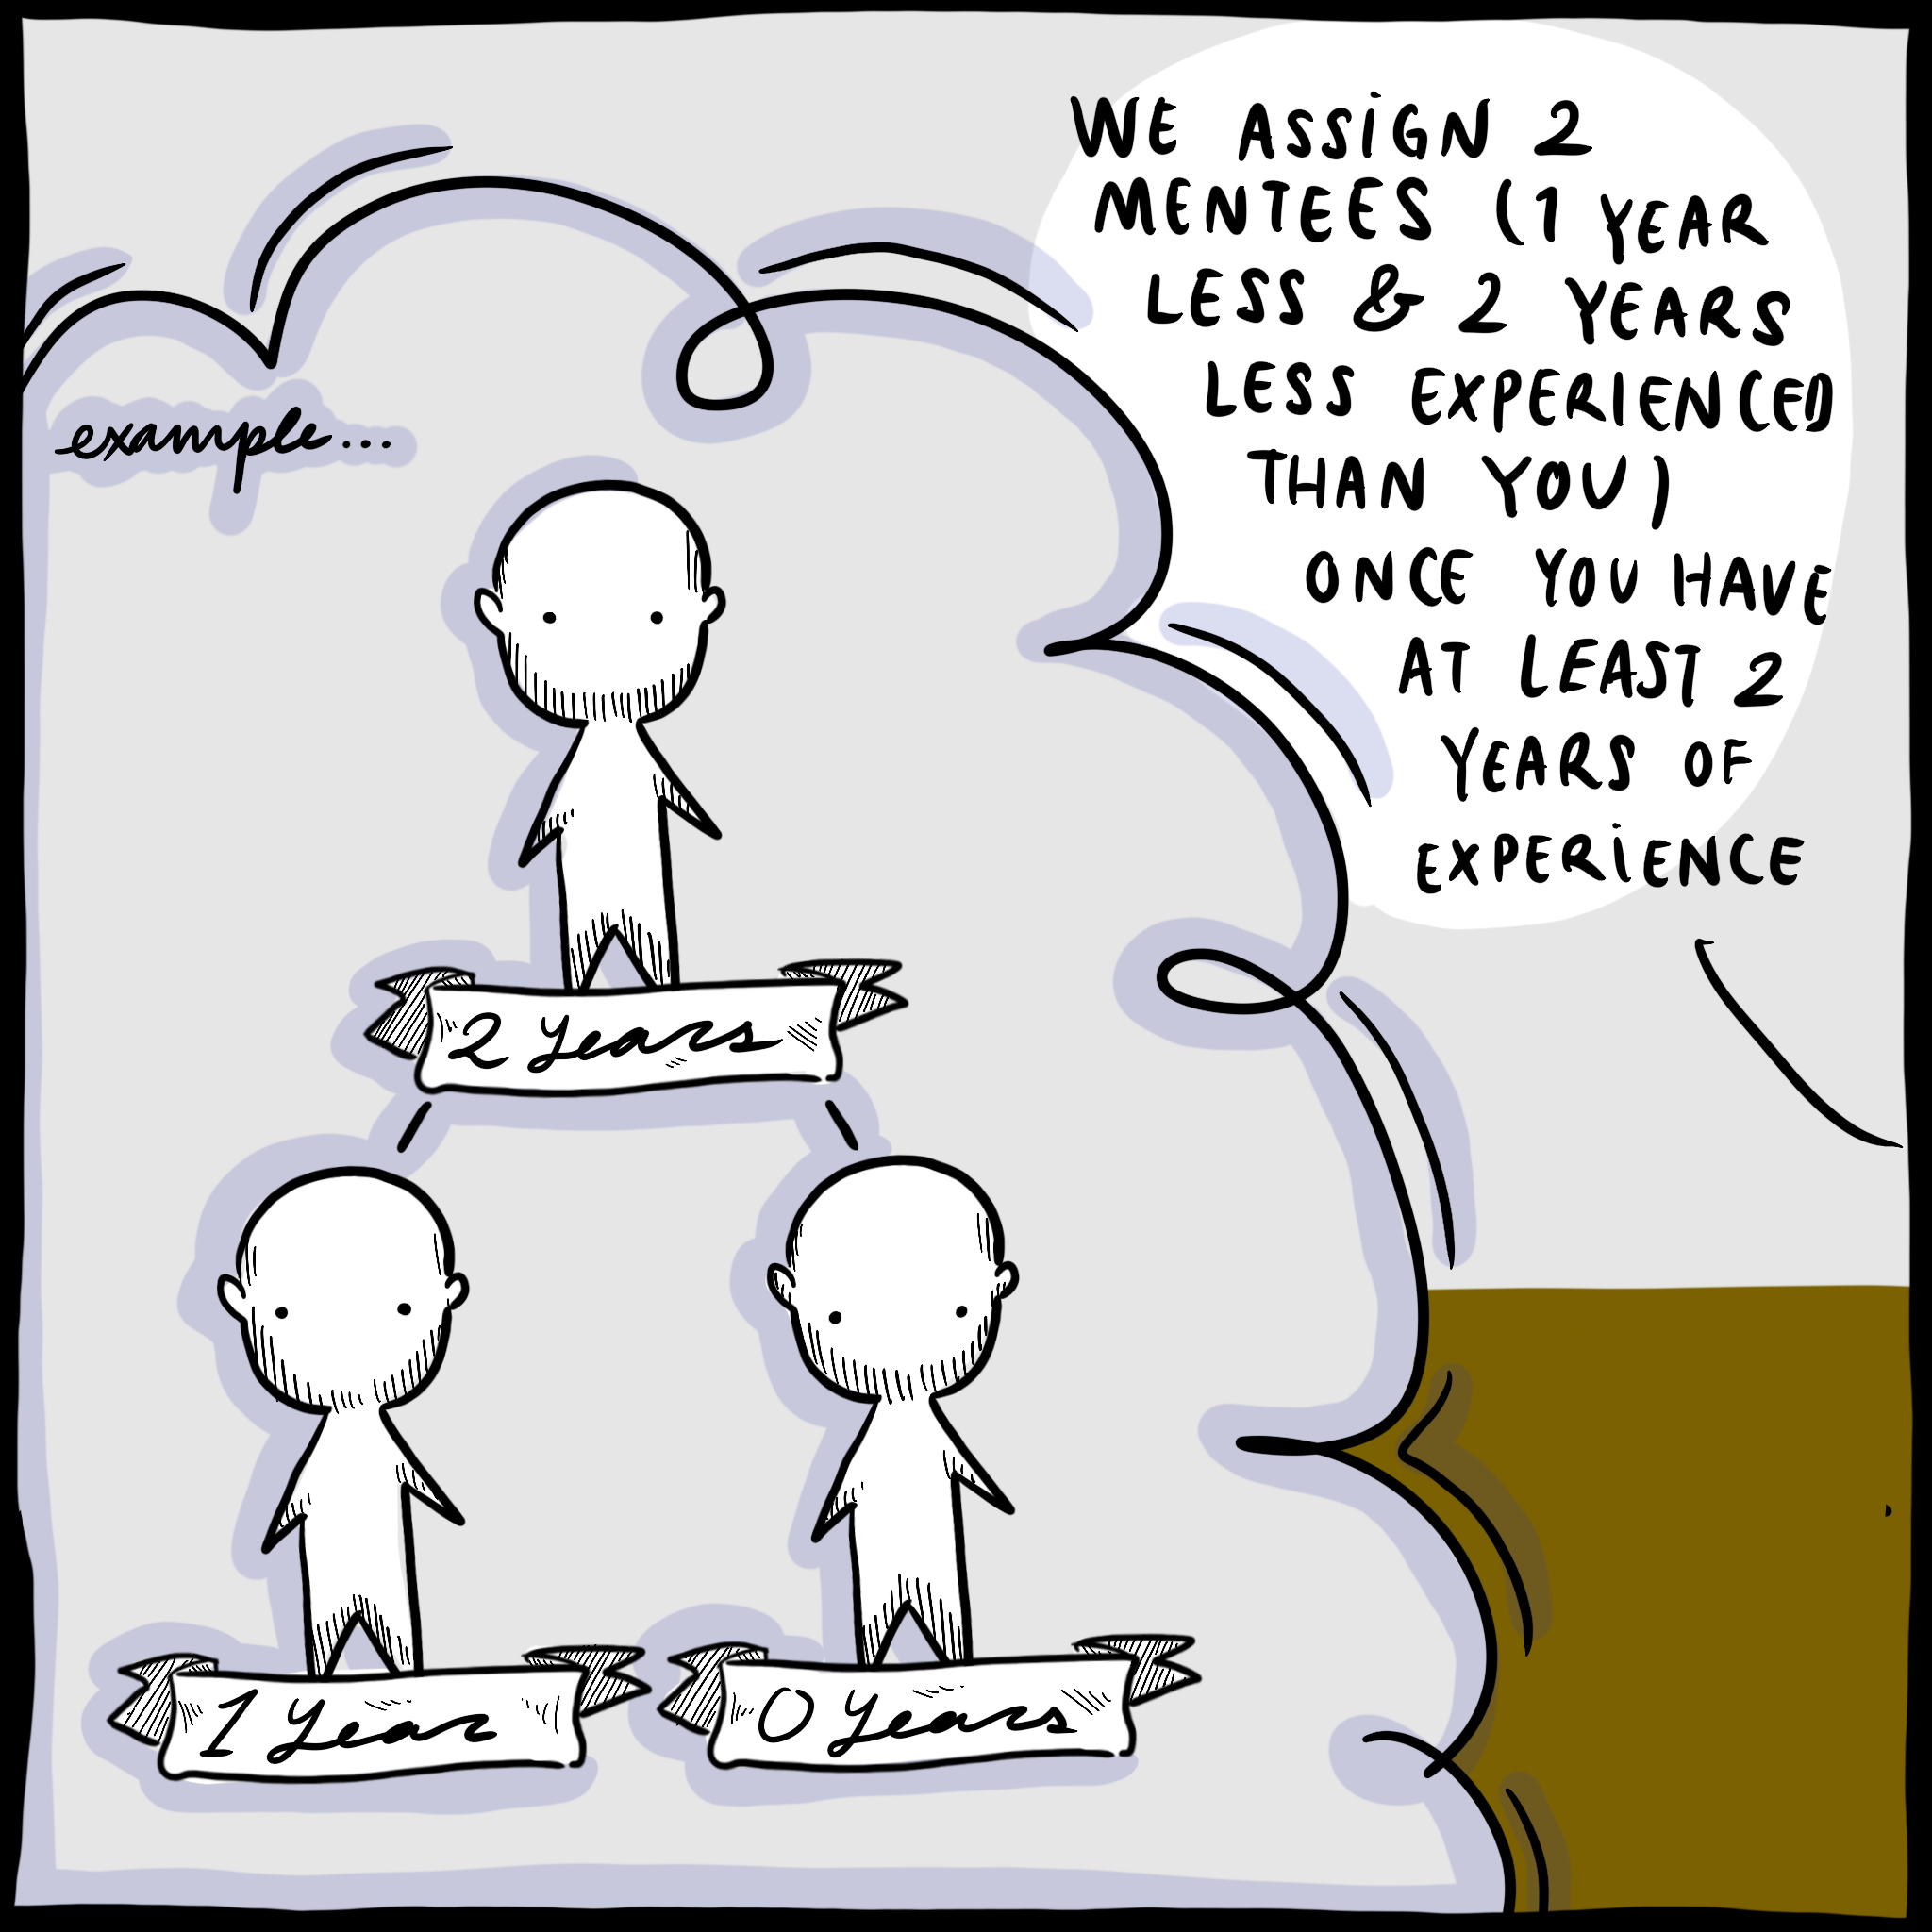 WE ASSIGN 2
MENTEES (1 YEAR
LESS & 2 YEARS
LESS EXPERIENCED
THAN YOU)
ONCE YOU HAVE
AT LEAST 2
YEARS OF
EXPERIENCE
example...
2 Years
1 Year
0 Years